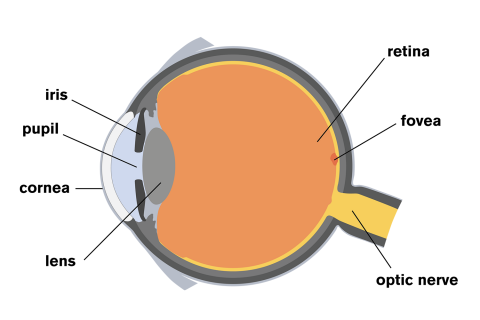 retina
iris
fovea
pupil
cornea
lens
optic nerve